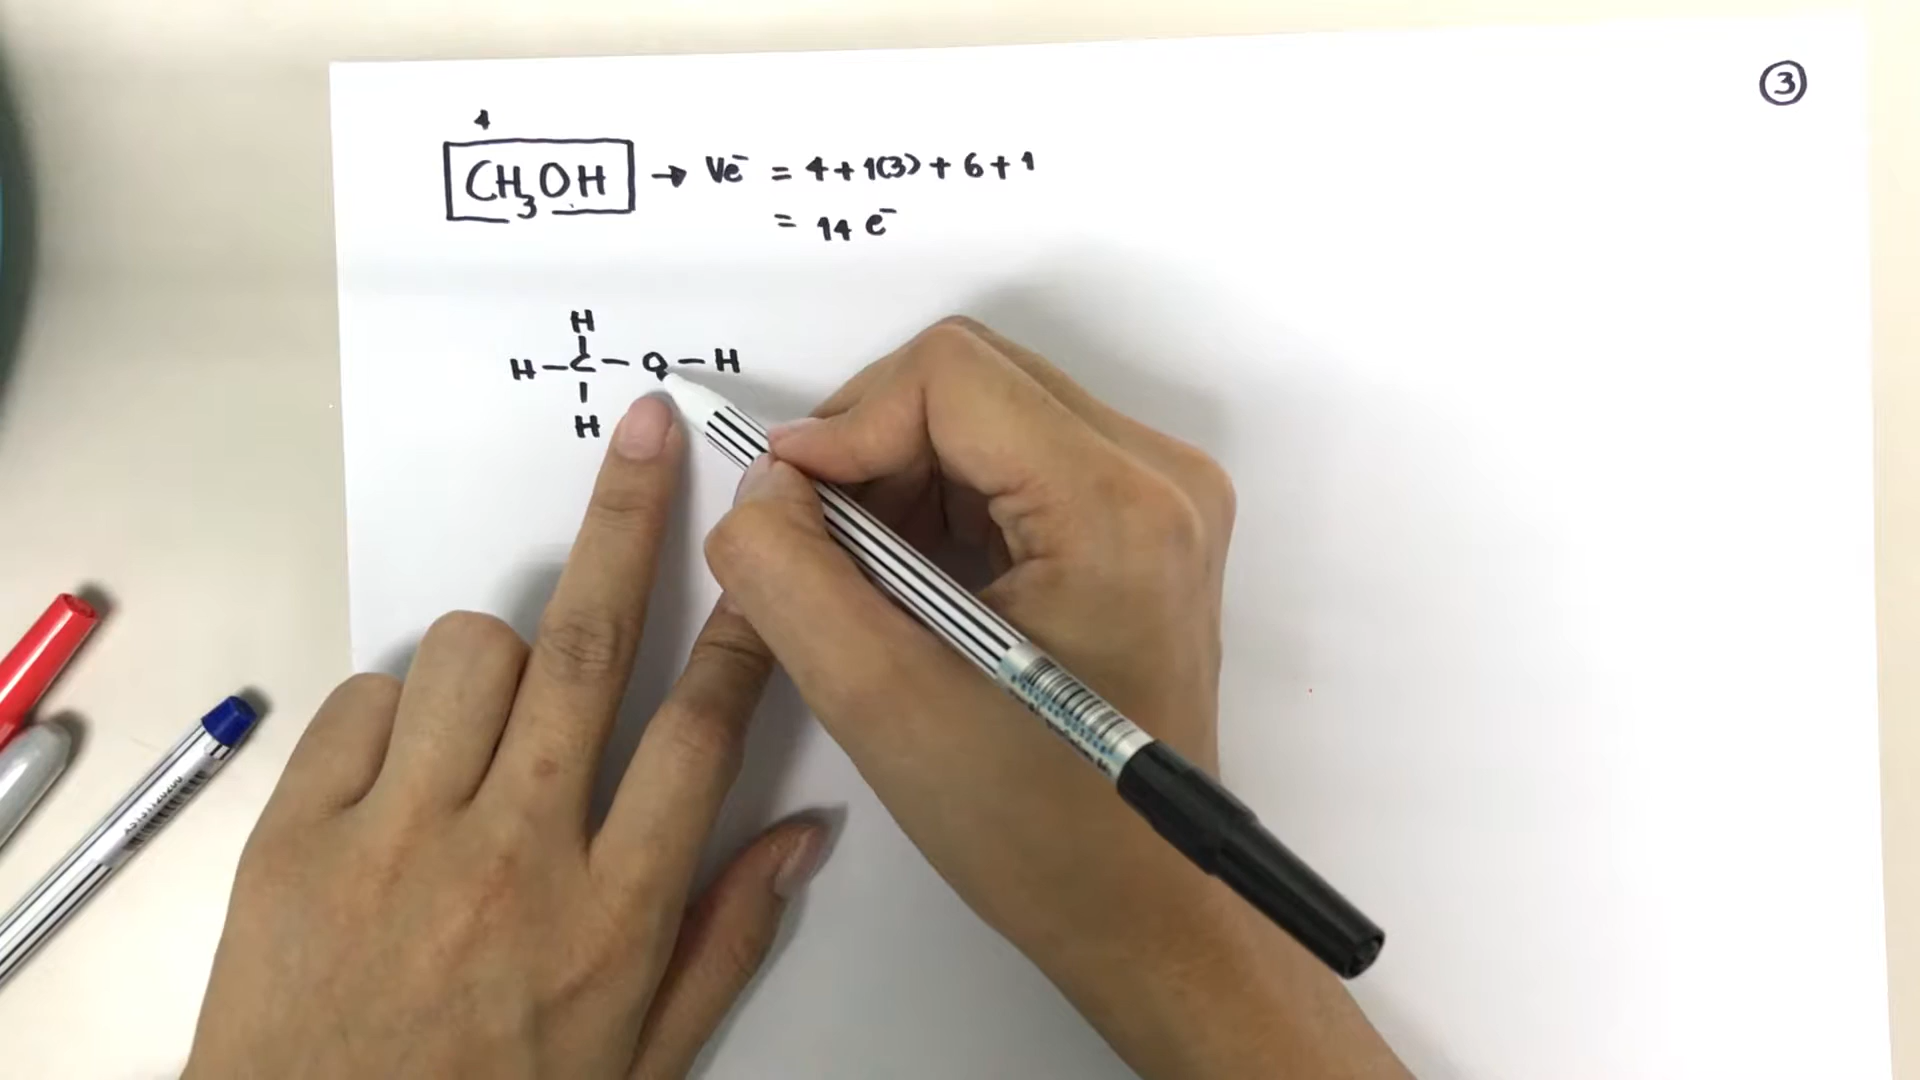 3
4
CH3OH → Ve⁻ = 4+1(3)+6+1
= 14 e⁻
H
H-C-O-H
H